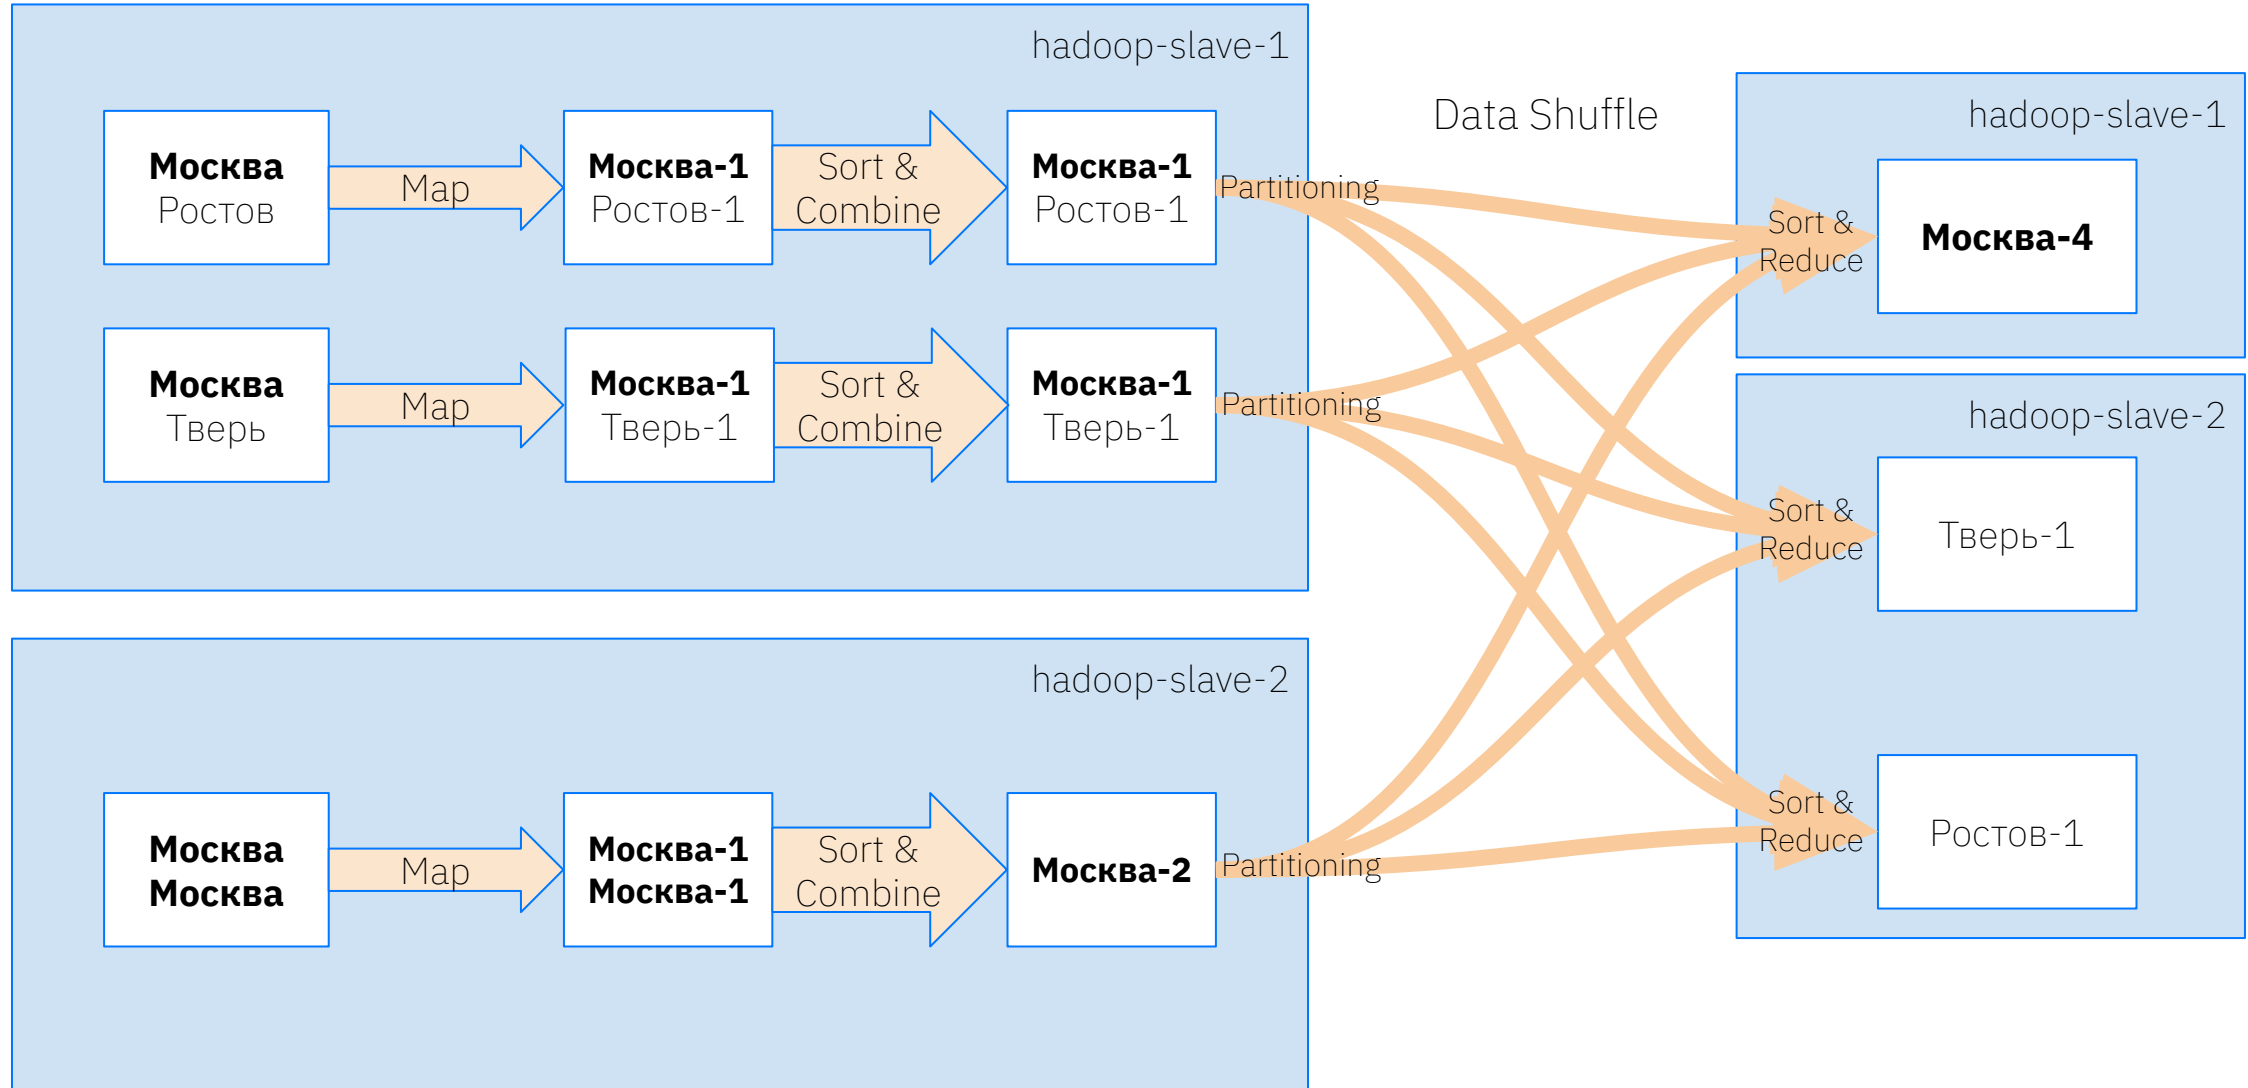 hadoop-slave-1
Москва
Ростов
Map
Москва-1
Ростов-1
Sort &
Combine
Москва-1
Ростов-1
Partitioning
Москва
Тверь
Map
Москва-1
Тверь-1
Sort &
Combine
Москва-1
Тверь-1
Partitioning
hadoop-slave-2
Москва
Москва
Map
Москва-1
Москва-1
Sort &
Combine
Москва-2
Partitioning
Data Shuffle
hadoop-slave-1
Sort &
Reduce
Москва-4
hadoop-slave-2
Sort &
Reduce
Тверь-1
Sort &
Reduce
Ростов-1